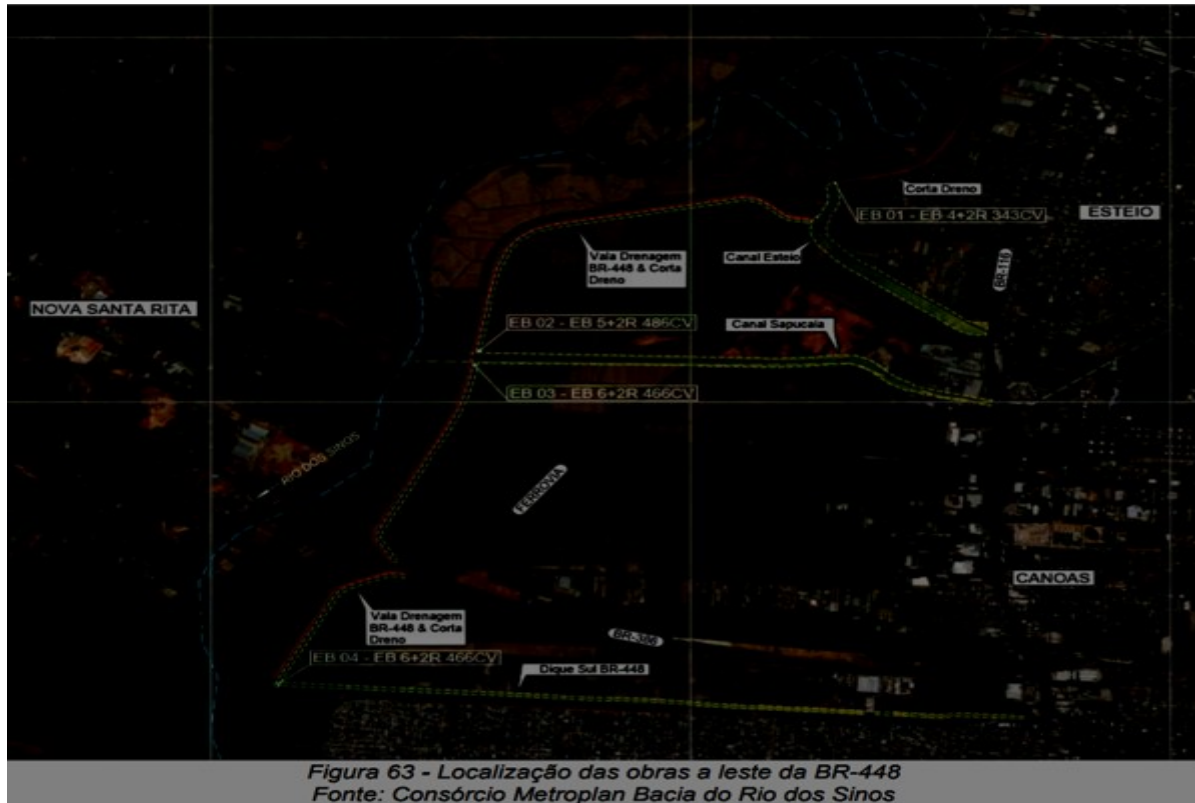 Corta Dreno
EB 01 - EB 4+2R 343CV
ESTEIO
Vala Drenagem
BR-448 & Corta
Dreno
Canal Esteio
BR-116
NOVA SANTA RITA
EB 02 - EB 5+2R 486CV
Canal Sapucaia
EB 03 - EB 6+2R 466CV
RIO DOS SINOS
FERROVIA
CANOAS
Vala Drenagem
BR-448 & Corta
Dreno
BR-386
EB 04 - EB 6+2R 466CV
Dique Sul BR-448
Figura 63 - Localização das obras a leste da BR-448
Fonte: Consórcio Metroplan Bacia do Rio dos Sinos